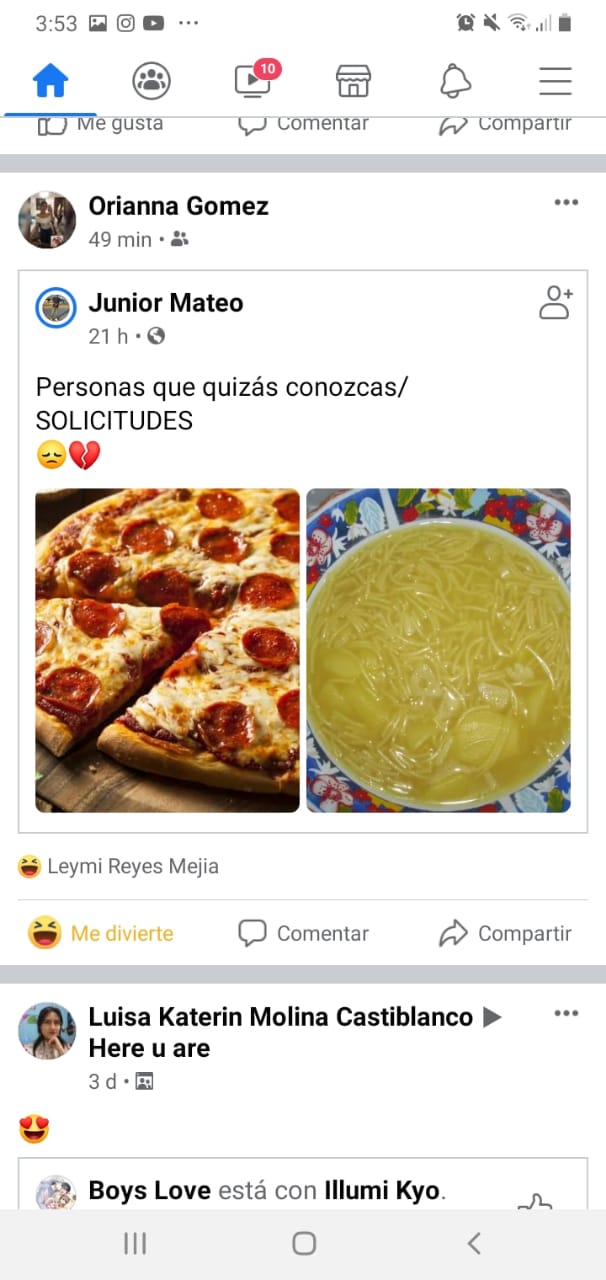 3:53
10
Me gusta
Comentar
Compartir
Orianna Gomez
49 min
Junior Mateo
21 h
Personas que quizás conozcas/
SOLICITUDES
Leymi Reyes Mejia
Me divierte
Comentar
Compartir
Luisa Katerin Molina Castiblanco
Here u are
3 d
Boys Love está con Illumi Kyo.